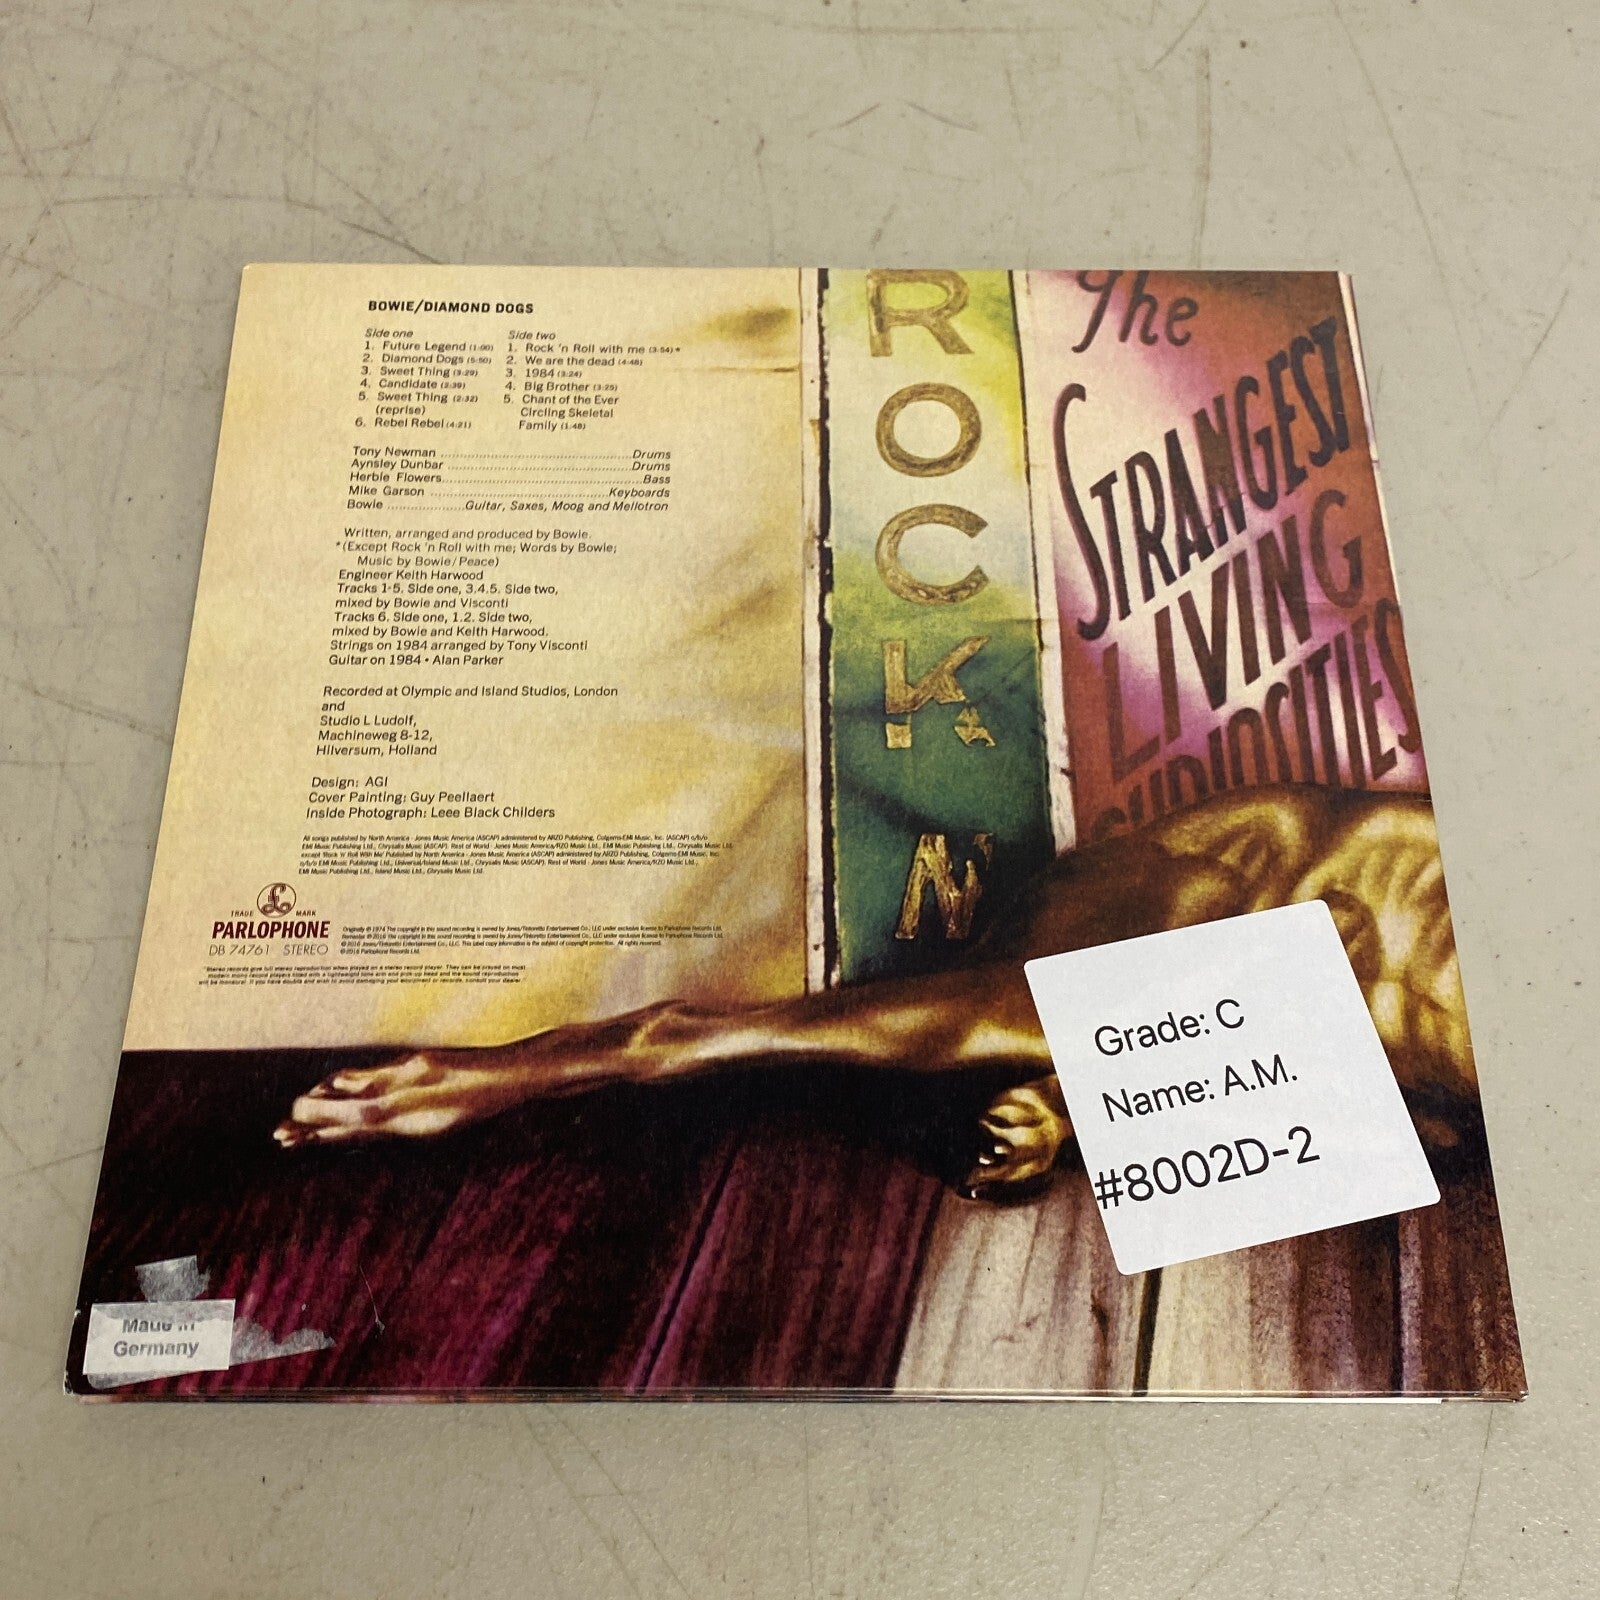 BOWIE/DIAMOND DOGS
Side one
1. Future Legend (1:00)
2. Diamond Dogs (5:50)
3. Sweet Thing (3:29)
4. Candidate (2:39)
5. Sweet Thing (2:32)
(reprise)
6. Rebel Rebel (4:21)
Side two
1. Rock 'n Roll with me (3:54)*
2. We are the dead (4:48)
3. 1984 (3:24)
4. Big Brother (3:25)
5. Chant of the Ever
Circling Skeletal
Family (1:48)
Tony Newman Drums
Aynsley Dunbar Drums
Herbie Flowers Bass
Mike Garson Keyboards
Bowie Guitar, Saxes, Moog and Mellotron
Written, arranged and produced by Bowie.
*(Except Rock 'n Roll with me; Words by Bowie;
Music by Bowie/Peace)
Engineer Keith Harwood
Tracks 1-5. Side one, 3.4.5. Side two,
mixed by Bowie and Visconti
Tracks 6. Side one, 1.2. Side two,
mixed by Bowie and Keith Harwood.
Strings on 1984 arranged by Tony Visconti
Guitar on 1984 • Alan Parker
Recorded at Olympic and Island Studios, London
and
Studio L Ludolf,
Machineweg 8-12,
Hilversum, Holland
Design: AGI
Cover Painting: Guy Peellaert
Inside Photograph: Leee Black Childers
TRADE MARK
PARLOPHONE
DB 74761 STEREO
ROCK N
The
STRANGEST
LIVING
CURIOSITIES
Grade: C
Name: A.M.
#8002D-2
Made in
Germany